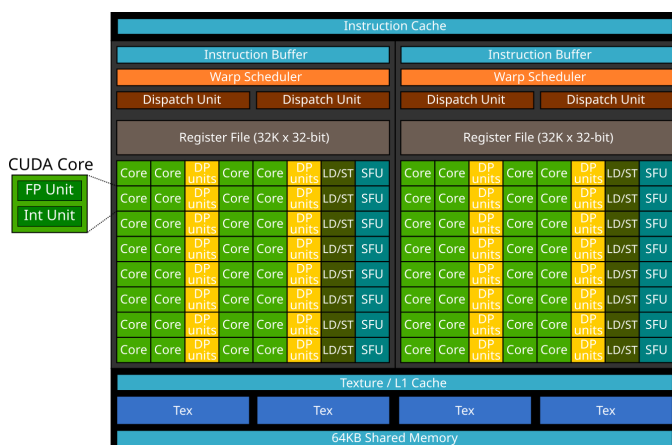 Instruction Cache
Instruction Buffer Instruction Buffer
Warp Scheduler Warp Scheduler
Dispatch Unit Dispatch Unit Dispatch Unit Dispatch Unit
Register File (32K x 32-bit) Register File (32K x 32-bit)
CUDA Core
FP Unit
Int Unit
Core Core DP units Core Core DP units LD/ST SFU Core Core DP units Core Core DP units LD/ST SFU
Core Core DP units Core Core DP units LD/ST SFU Core Core DP units Core Core DP units LD/ST SFU
Core Core DP units Core Core DP units LD/ST SFU Core Core DP units Core Core DP units LD/ST SFU
Core Core DP units Core Core DP units LD/ST SFU Core Core DP units Core Core DP units LD/ST SFU
Core Core DP units Core Core DP units LD/ST SFU Core Core DP units Core Core DP units LD/ST SFU
Core Core DP units Core Core DP units LD/ST SFU Core Core DP units Core Core DP units LD/ST SFU
Core Core DP units Core Core DP units LD/ST SFU Core Core DP units Core Core DP units LD/ST SFU
Core Core DP units Core Core DP units LD/ST SFU Core Core DP units Core Core DP units LD/ST SFU
Texture / L1 Cache
Tex Tex Tex Tex
64KB Shared Memory